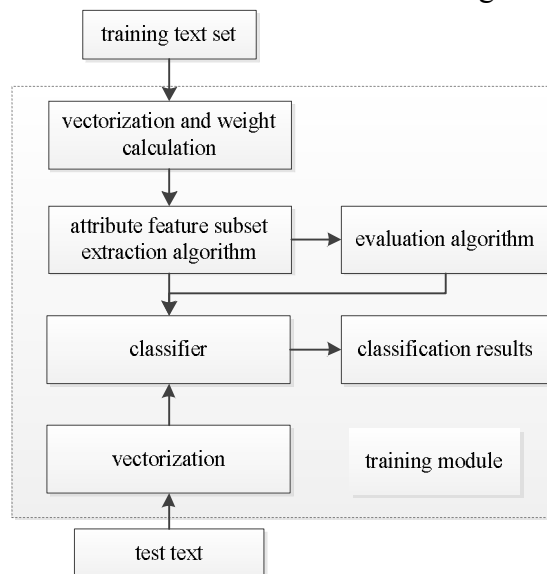 training text set
vectorization and weight
calculation
attribute feature subset
extraction algorithm
evaluation algorithm
classifier
classification results
vectorization
training module
test text